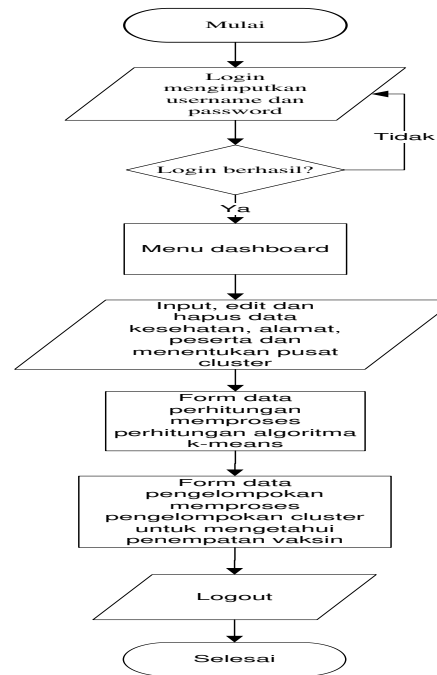 Mulai
Login
menginputkan
username dan
password
Tidak
Login berhasil?
Ya
Menu dashboard
Input, edit dan
hapus data
kesehatan, alamat,
peserta dan
menentukan pusat
cluster
Form data
perhitungan
memproses
perhitungan algoritma
k-means
Form data
pengelompokan
memproses
pengelompokan cluster
untuk mengetahui
penempatan vaksin
Logout
Selesai